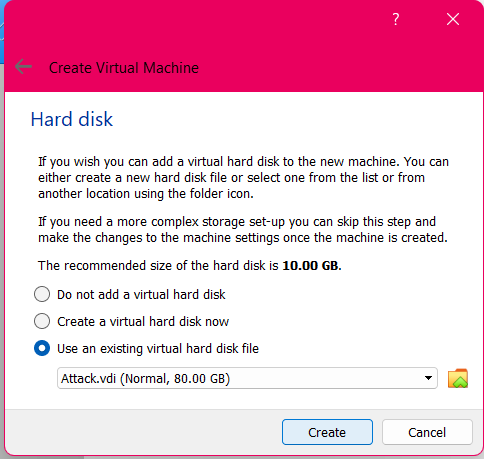 ?
Create Virtual Machine
Hard disk
If you wish you can add a virtual hard disk to the new machine. You can
either create a new hard disk file or select one from the list or from
another location using the folder icon.
If you need a more complex storage set-up you can skip this step and
make the changes to the machine settings once the machine is created.
The recommended size of the hard disk is 10.00 GB.
Do not add a virtual hard disk
Create a virtual hard disk now
Use an existing virtual hard disk file
Attack.vdi (Normal, 80.00 GB)
Create Cancel